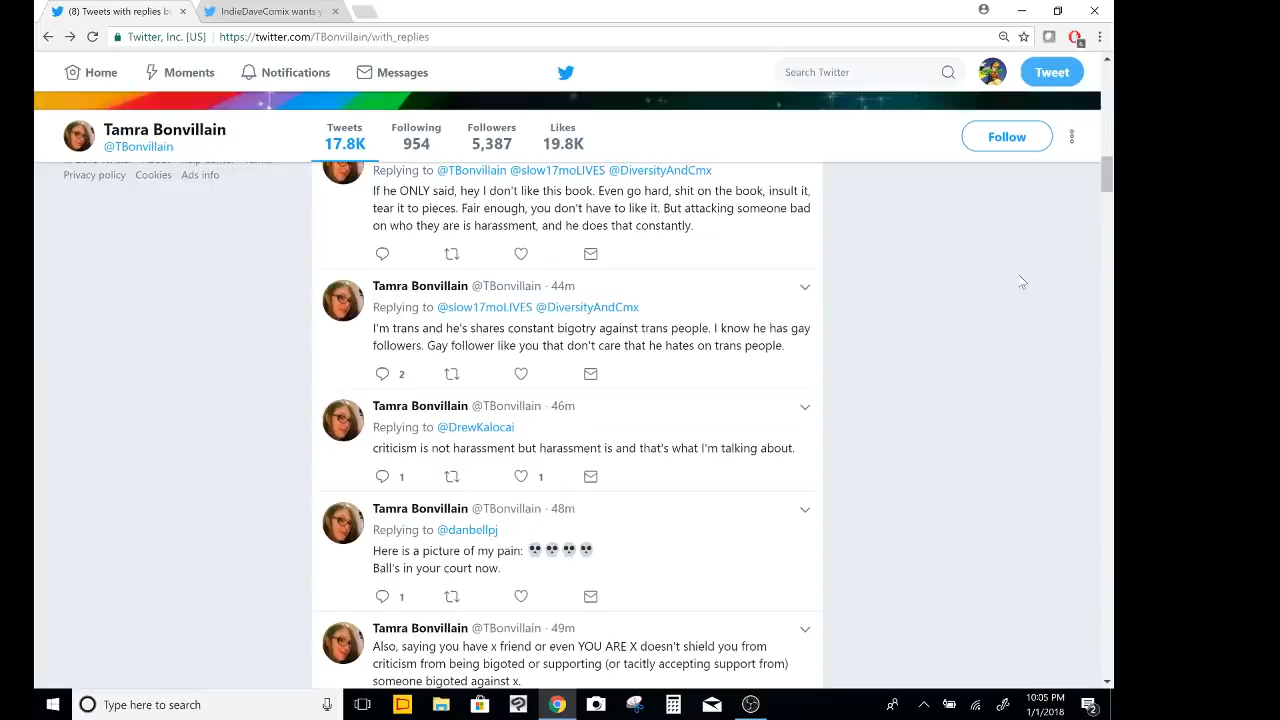 (8) Tweets with replies by
IndieDaveComix wants y
Twitter, Inc. [US]
https://twitter.com/TBonvillain/with_replies
Home
Moments
Notifications
Messages
Search Twitter
Tweet
Tamra Bonvillain
@TBonvillain
Tweets
17.8K
Following
954
Followers
5,387
Likes
19.8K
Follow
Privacy policy Cookies Ads info
Replying to @TBonvillain @slow17moLIVES @DiversityAndCmx
If he ONLY said, hey I don't like this book. Even go hard, shit on the book, insult it,
tear it to pieces. Fair enough, you don't have to like it. But attacking someone bad
on who they are is harassment, and he does that constantly.
Tamra Bonvillain @TBonvillain · 44m
Replying to @slow17moLIVES @DiversityAndCmx
I'm trans and he's shares constant bigotry against trans people. I know he has gay
followers. Gay follower like you that don't care that he hates on trans people.
2
Tamra Bonvillain @TBonvillain · 46m
Replying to @DrewKalocai
criticism is not harassment but harassment is and that's what I'm talking about.
1 1
Tamra Bonvillain @TBonvillain · 48m
Replying to @danbellpj
Here is a picture of my pain: 💀💀💀💀
Ball's in your court now.
1
Tamra Bonvillain @TBonvillain · 49m
Also, saying you have x friend or even YOU ARE X doesn't shield you from
criticism from being bigoted or supporting (or tacitly accepting support from)
someone bigoted against x.
Type here to search
10:05 PM
1/1/2018
2